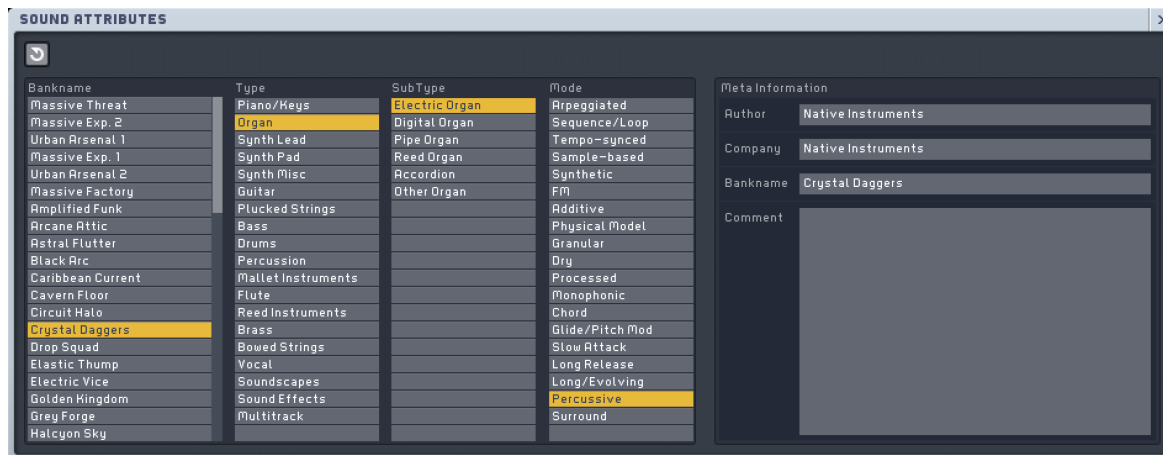 SOUND ATTRIBUTES
Bankname
Massive Threat
Massive Exp. 2
Urban Arsenal 1
Massive Exp. 1
Urban Arsenal 2
Massive Factory
Amplified Funk
Arcane Attic
Astral Flutter
Black Arc
Caribbean Current
Cavern Floor
Circuit Halo
Crystal Daggers
Drop Squad
Elastic Thump
Electric Vice
Golden Kingdom
Grey Forge
Halcyon Sky
Type
Piano/Keys
Organ
Synth Lead
Synth Pad
Synth Misc
Guitar
Plucked Strings
Bass
Drums
Percussion
Mallet Instruments
Flute
Reed Instruments
Brass
Bowed Strings
Vocal
Soundscapes
Sound Effects
Multitrack
SubType
Electric Organ
Digital Organ
Pipe Organ
Reed Organ
Accordion
Other Organ
Mode
Arpeggiated
Sequence/Loop
Tempo-synced
Sample-based
Synthetic
FM
Additive
Physical Model
Granular
Dry
Processed
Monophonic
Chord
Glide/Pitch Mod
Slow Attack
Long Release
Long/Evolving
Percussive
Surround
Meta Information
Author Native Instruments
Company Native Instruments
Bankname Crystal Daggers
Comment